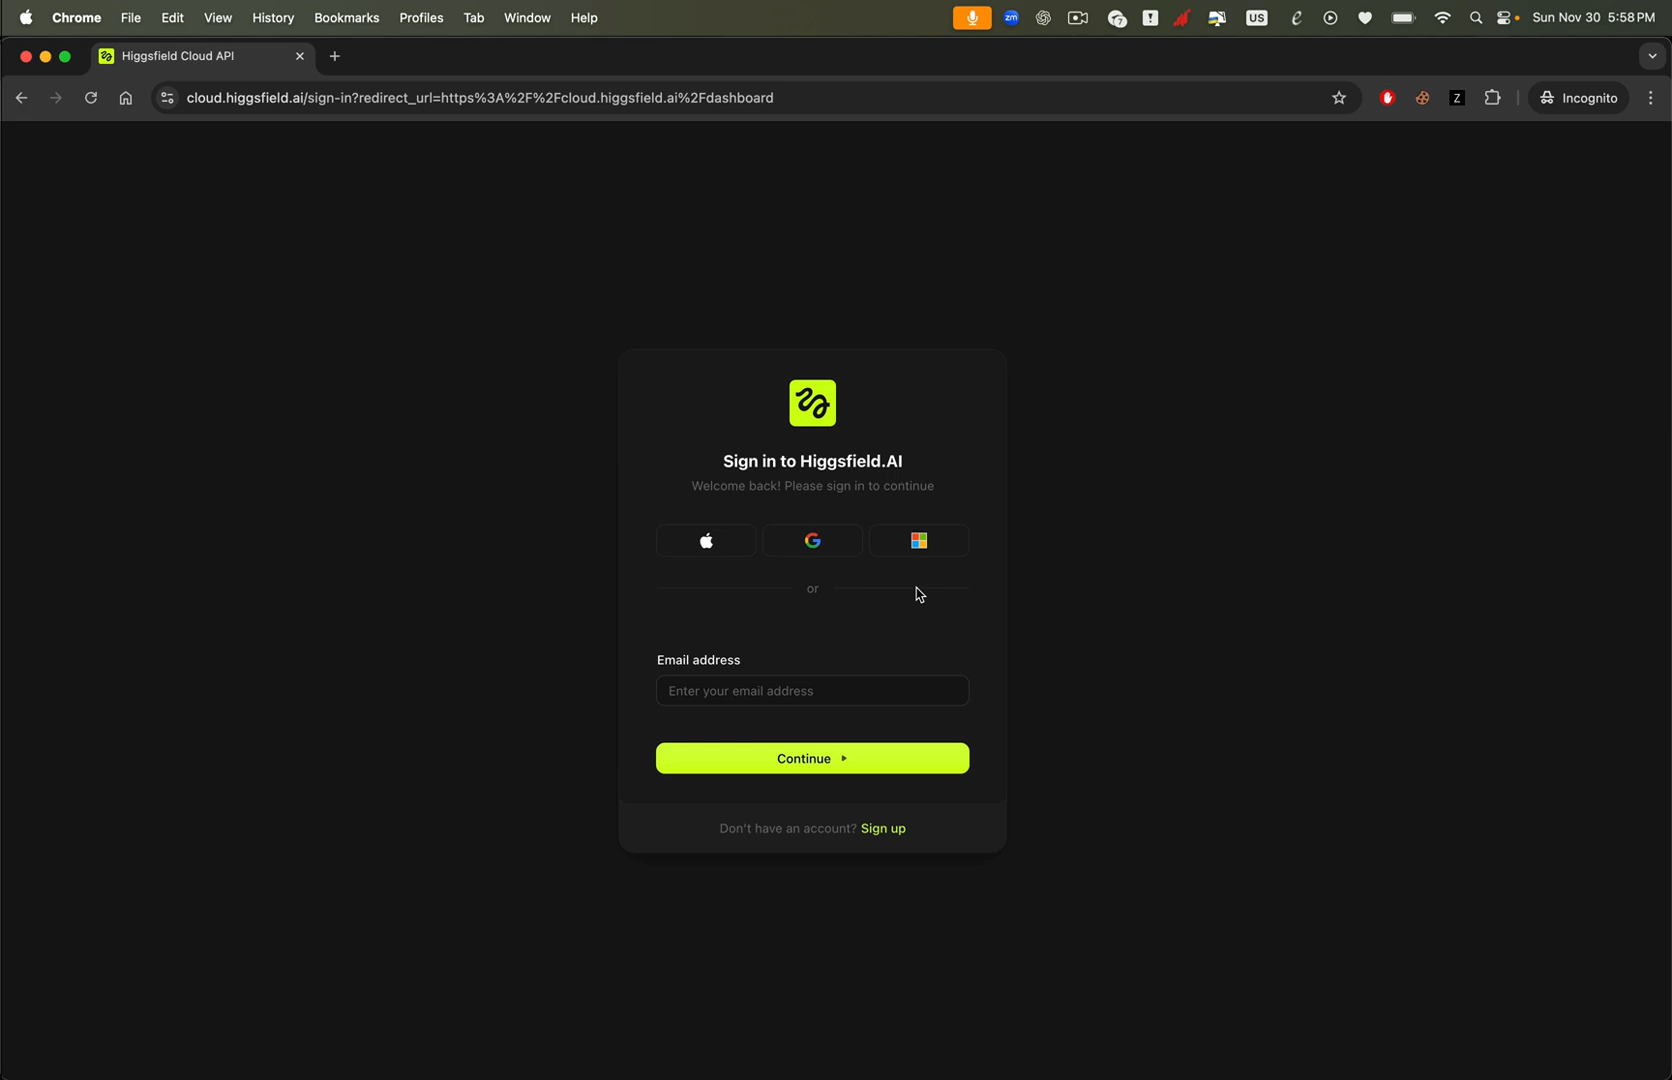 Chrome File Edit View History Bookmarks Profiles Tab Window Help zm 7 US Sun Nov 30 5:58 PM
Higgsfield Cloud API
cloud.higgsfield.ai/sign-in?redirect_url=https%3A%2F%2Fcloud.higgsfield.ai%2Fdashboard Z Incognito
Sign in to Higgsfield.AI
Welcome back! Please sign in to continue
or
Email address
Enter your email address
Continue
Don't have an account? Sign up